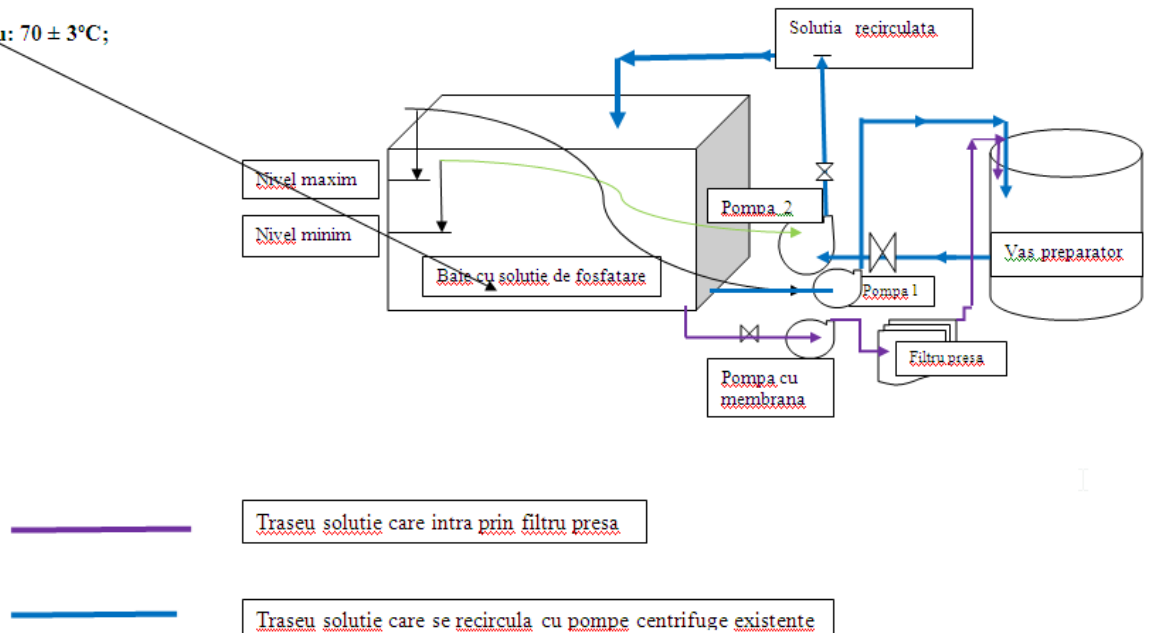 u: 70 ± 3ºC;
Solutia recirculata
Nivel maxim
Nivel minim
Pompa 2
Vas preparator
Baie cu solutie de fosfatare
Pompa 1
Filtru presa
Pompa cu
membrana
Traseu solutie care intra prin filtru presa
Traseu solutie care se recircula cu pompe centrifuge existente